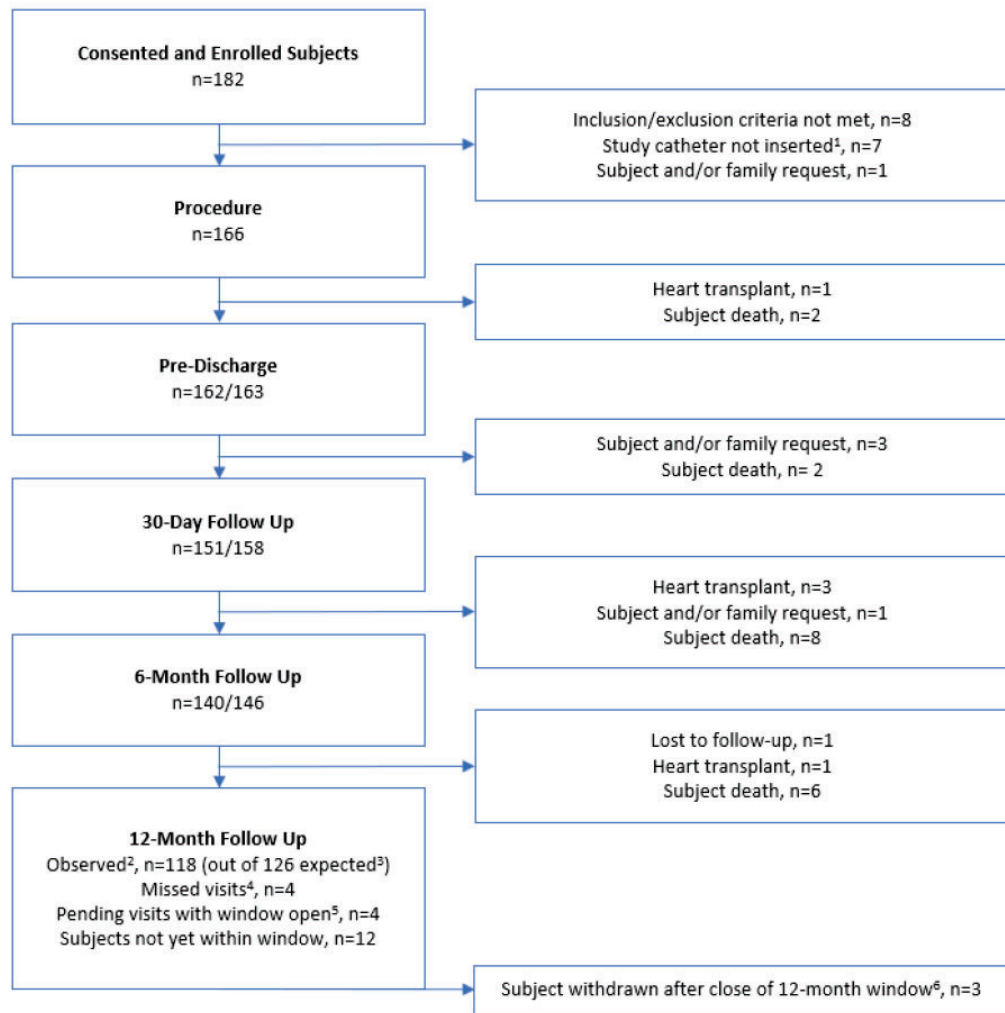 Consented and Enrolled Subjects
n=182
Inclusion/exclusion criteria not met, n=8
Study catheter not inserted¹, n=7
Subject and/or family request, n=1
Procedure
n=166
Heart transplant, n=1
Subject death, n=2
Pre-Discharge
n=162/163
Subject and/or family request, n=3
Subject death, n= 2
30-Day Follow Up
n=151/158
Heart transplant, n=3
Subject and/or family request, n=1
Subject death, n=8
6-Month Follow Up
n=140/146
Lost to follow-up, n=1
Heart transplant, n=1
Subject death, n=6
12-Month Follow Up
Observed², n=118 (out of 126 expected³)
Missed visits⁴, n=4
Pending visits with window open⁵, n=4
Subjects not yet within window, n=12
Subject withdrawn after close of 12-month window⁶, n=3